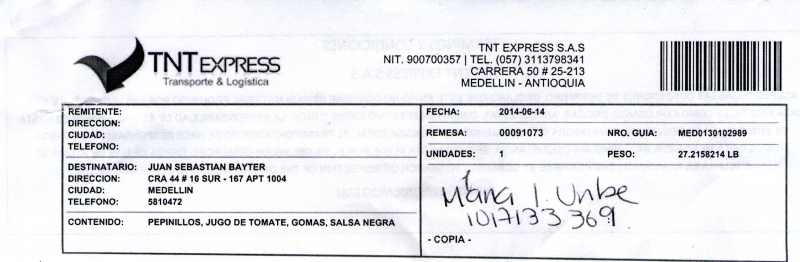 TNT EXPRESS
Transporte & Logística
TNT EXPRESS S.A.S
NIT. 900700357 | TEL. (057) 3113798341
CARRERA 50 # 25-213
MEDELLIN - ANTIOQUIA
REMITENTE:
DIRECCION:
CIUDAD:
TELEFONO:
DESTINATARIO: JUAN SEBASTIAN BAYTER
DIRECCION: CRA 44 # 16 SUR - 167 APT 1004
CIUDAD: MEDELLIN
TELEFONO: 5810472
CONTENIDO: PEPINILLOS, JUGO DE TOMATE, GOMAS, SALSA NEGRA
FECHA: 2014-06-14
REMESA: 00091073 NRO. GUIA: MED0130102989
UNIDADES: 1 PESO: 27.2158214 LB
Maria I. Uribe
1017133369
- COPIA -